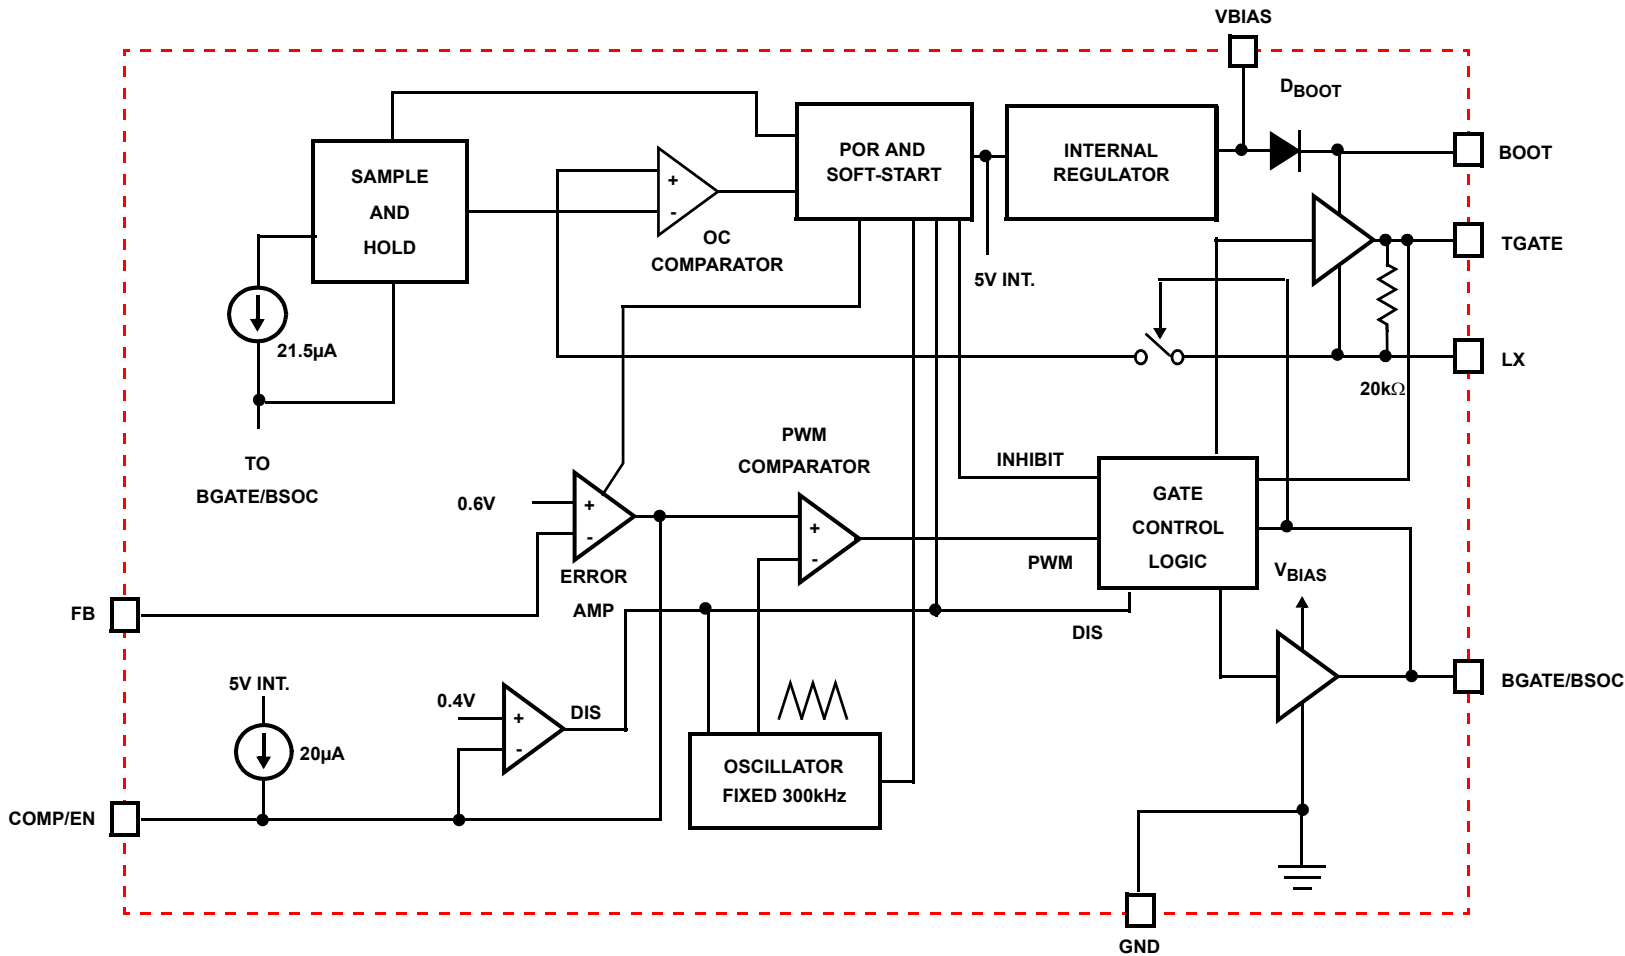 VBIAS
DBOOT
BOOT
SAMPLE
AND
HOLD
+
-
OC
COMPARATOR
POR AND
SOFT-START
INTERNAL
REGULATOR
5V INT.
TGATE
21.5µA
LX
20kΩ
TO
BGATE/BSOC
PWM
COMPARATOR
INHIBIT
0.6V
+
-
ERROR
AMP
+
-
GATE
CONTROL
LOGIC
PWM
VBIAS
FB
DIS
BGATE/BSOC
5V INT.
20µA
0.4V
+
-
DIS
OSCILLATOR
FIXED 300kHz
COMP/EN
GND